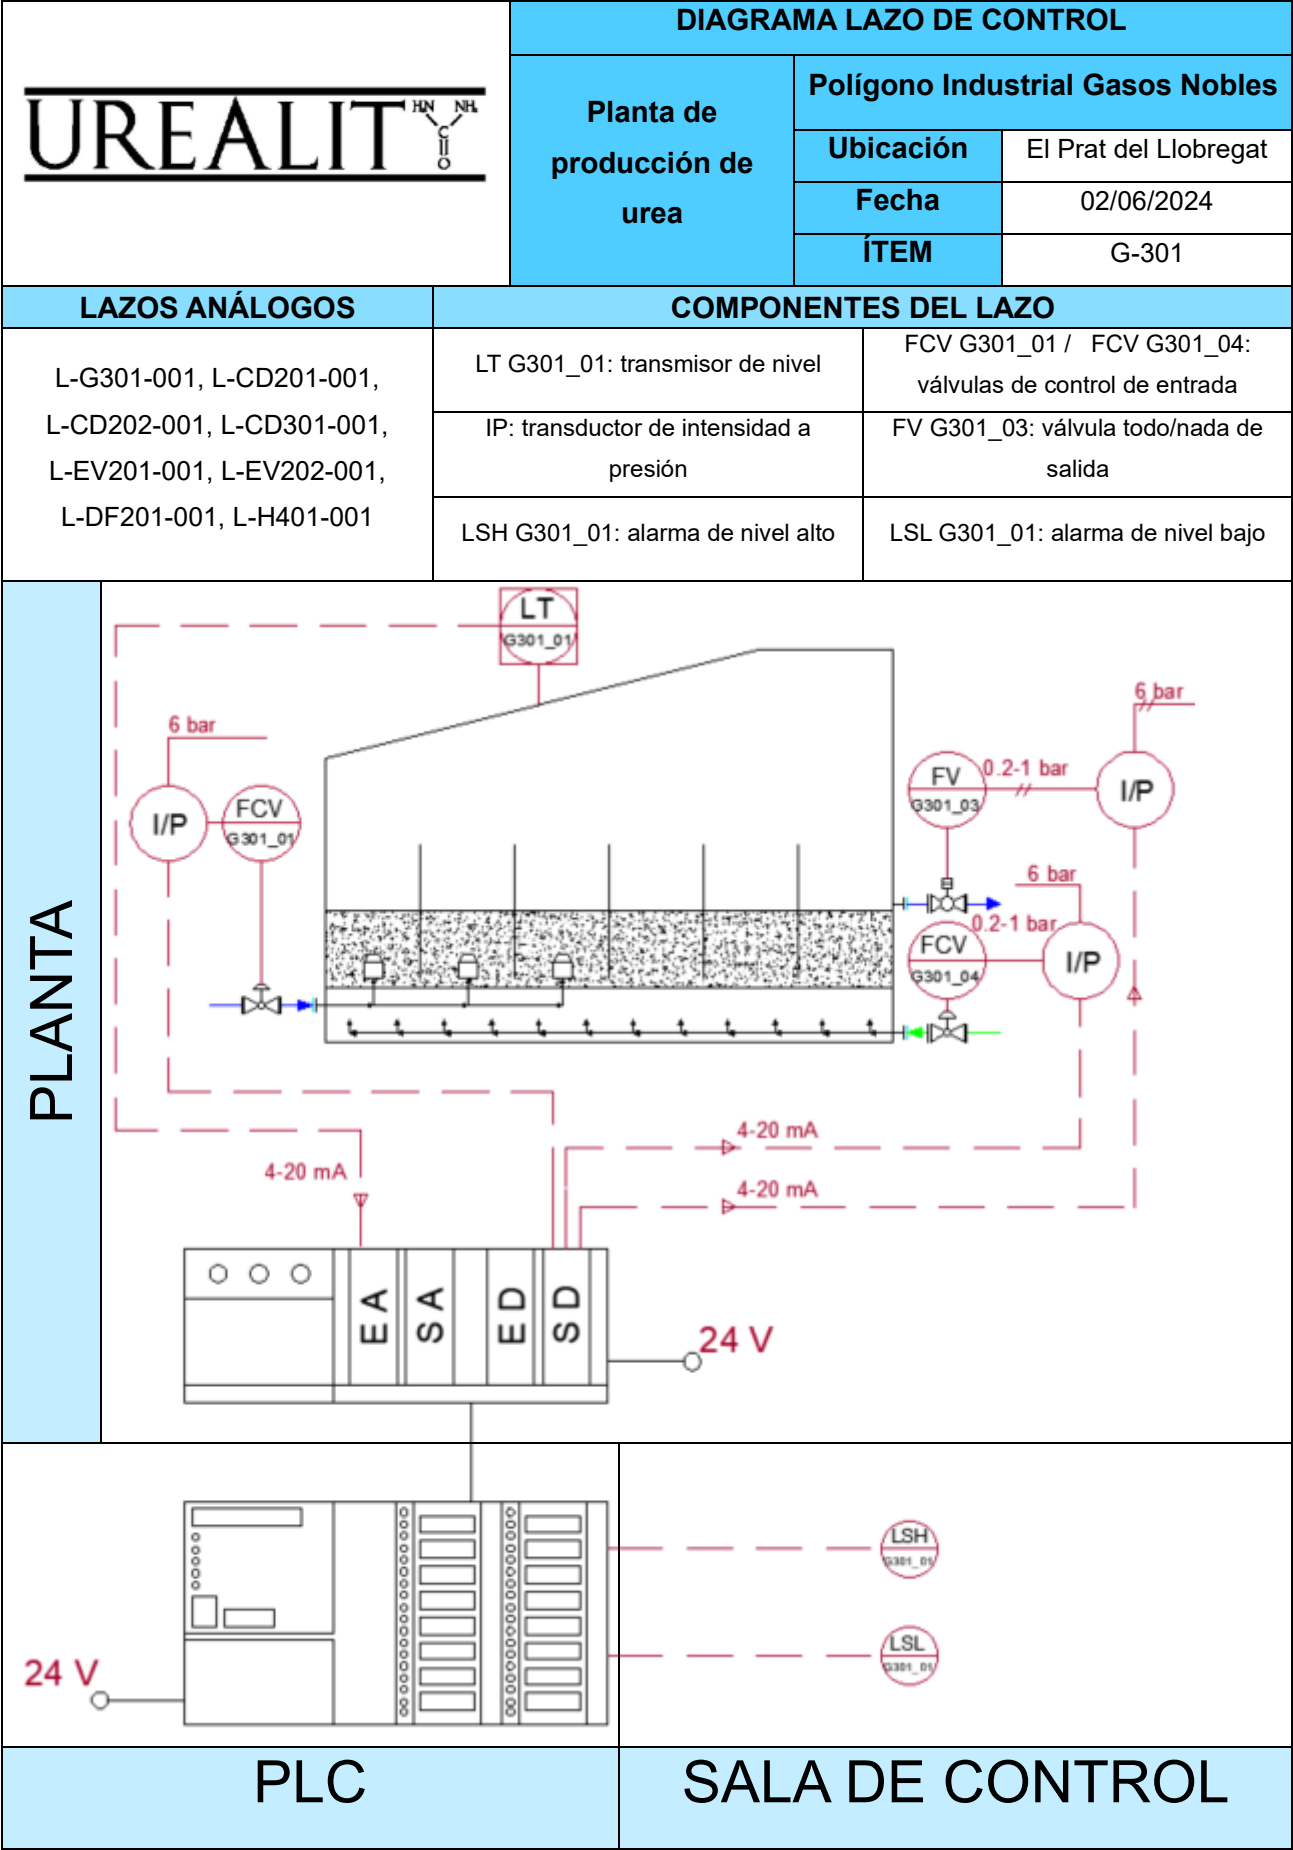 DIAGRAMA LAZO DE CONTROL
UREALITY
HN
NH₂
C
O
Planta de
producción de
urea
Polígono Industrial Gasos Nobles
Ubicación
El Prat del Llobregat
Fecha
02/06/2024
ÍTEM
G-301
LAZOS ANÁLOGOS
COMPONENTES DEL LAZO
L-G301-001, L-CD201-001,
L-CD202-001, L-CD301-001,
L-EV201-001, L-EV202-001,
L-DF201-001, L-H401-001
LT G301_01: transmisor de nivel
FCV G301_01 / FCV G301_04:
válvulas de control de entrada
IP: transductor de intensidad a
presión
FV G301_03: válvula todo/nada de
salida
LSH G301_01: alarma de nivel alto
LSL G301_01: alarma de nivel bajo
PLANTA
LT
G301_01
6 bar
6 bar
I/P
FCV
G301_01
FV
G301_03
0.2-1 bar
I/P
6 bar
0.2-1 bar
FCV
G301_04
I/P
4-20 mA
4-20 mA
4-20 mA
EA
SA
ED
SD
24 V
LSH
G301_01
LSL
G301_01
24 V
PLC
SALA DE CONTROL